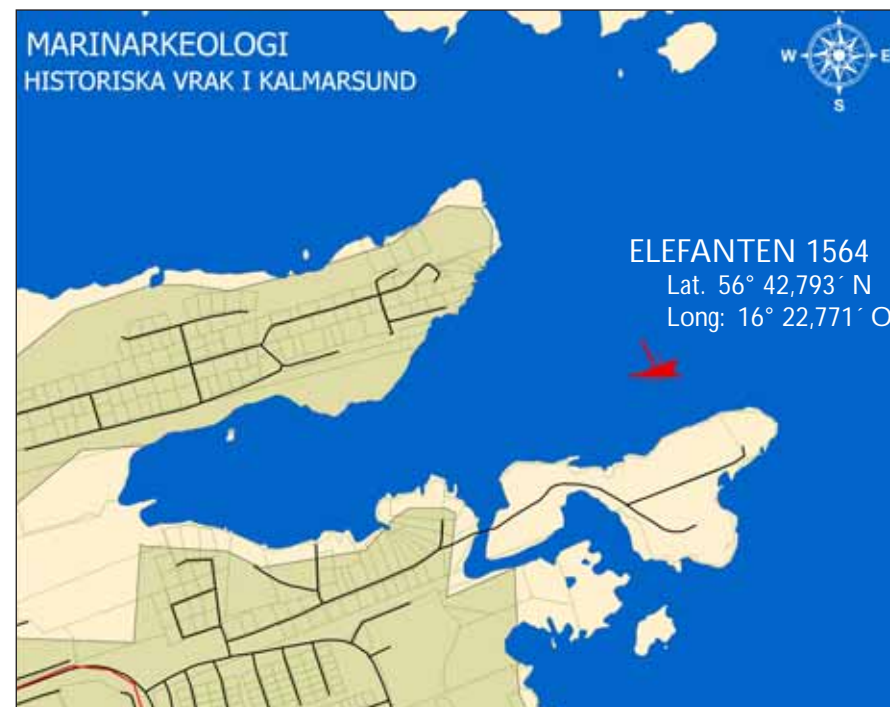 MARINARKEOLOGI
HISTORISKA VRAK I KALMARSUND
W
E
S
ELEFANTEN 1564
Lat. 56° 42,793´ N
Long: 16° 22,771´ O